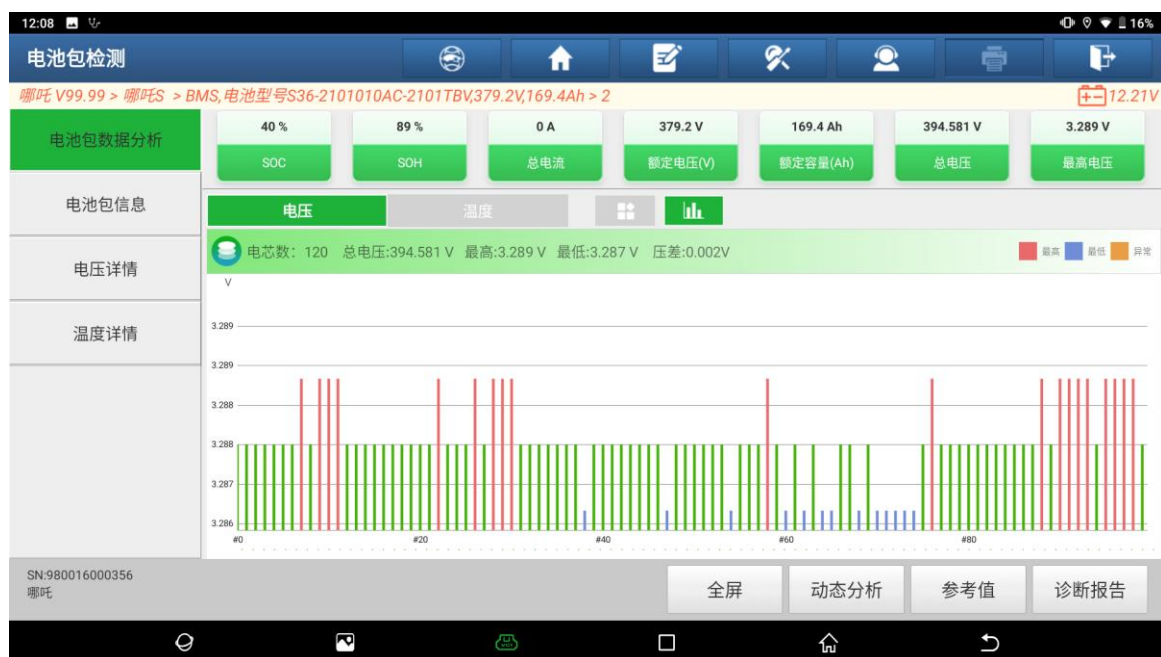 12:08 16%
电池包检测
哪吒 V99.99 > 哪吒S > BMS,电池型号S36-2101010AC-2101TBV,379.2V,169.4Ah > 2 12.21V
电池包数据分析
电池包信息
电压详情
温度详情
40 % 89 % 0 A 379.2 V 169.4 Ah 394.581 V 3.289 V
SOC SOH 总电流 额定电压(V) 额定容量(Ah) 总电压 最高电压
电压 温度
电芯数：120 总电压:394.581 V 最高:3.289 V 最低:3.287 V 压差:0.002V 最高 最低 异常
V
3.289
3.289
3.288
3.288
3.287
3.286
#0 #20 #40 #60 #80
SN:980016000356
哪吒
全屏 动态分析 参考值 诊断报告